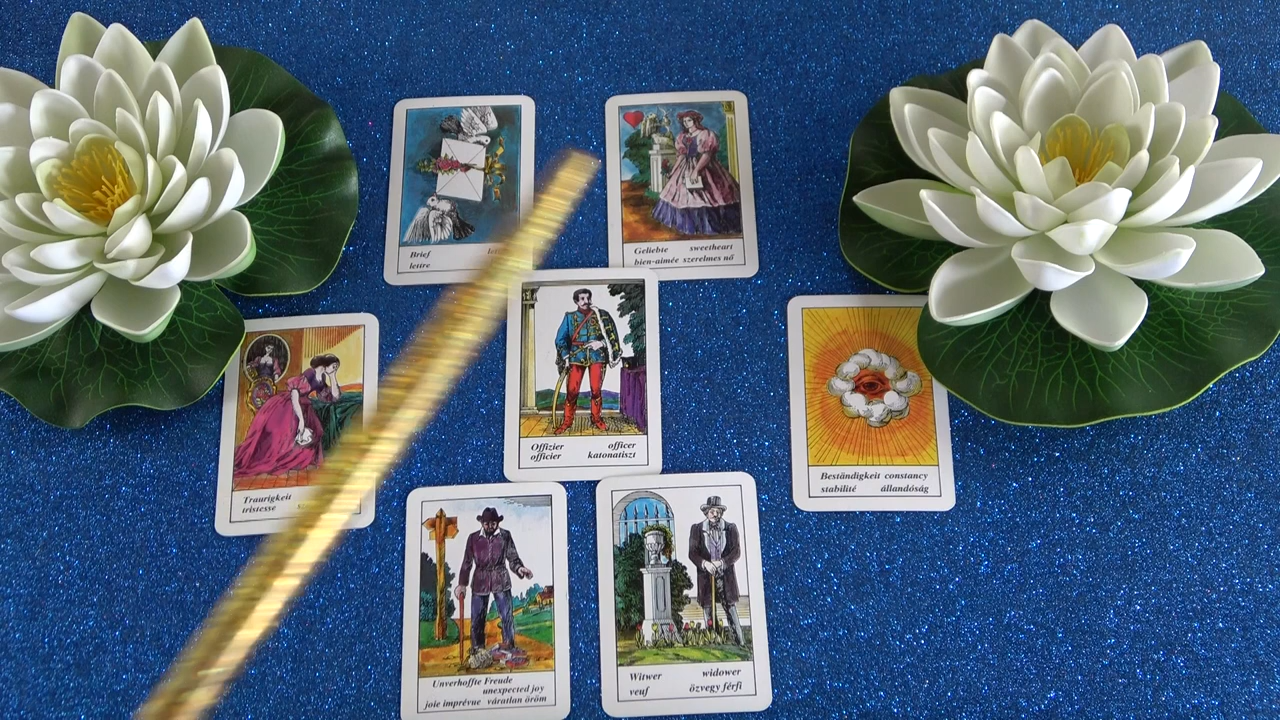 Brief
lettre
Geliebte sweetheart
bien-aimée szerelmes nő
Offizier officer
officier katonatiszt
Traurigkeit
tristesse
Beständigkeit constancy
stabilité állandóság
Unverhoffte Freude
unexpected joy
joie imprévue váratlan öröm
Witwer widower
veuf özvegy férfi